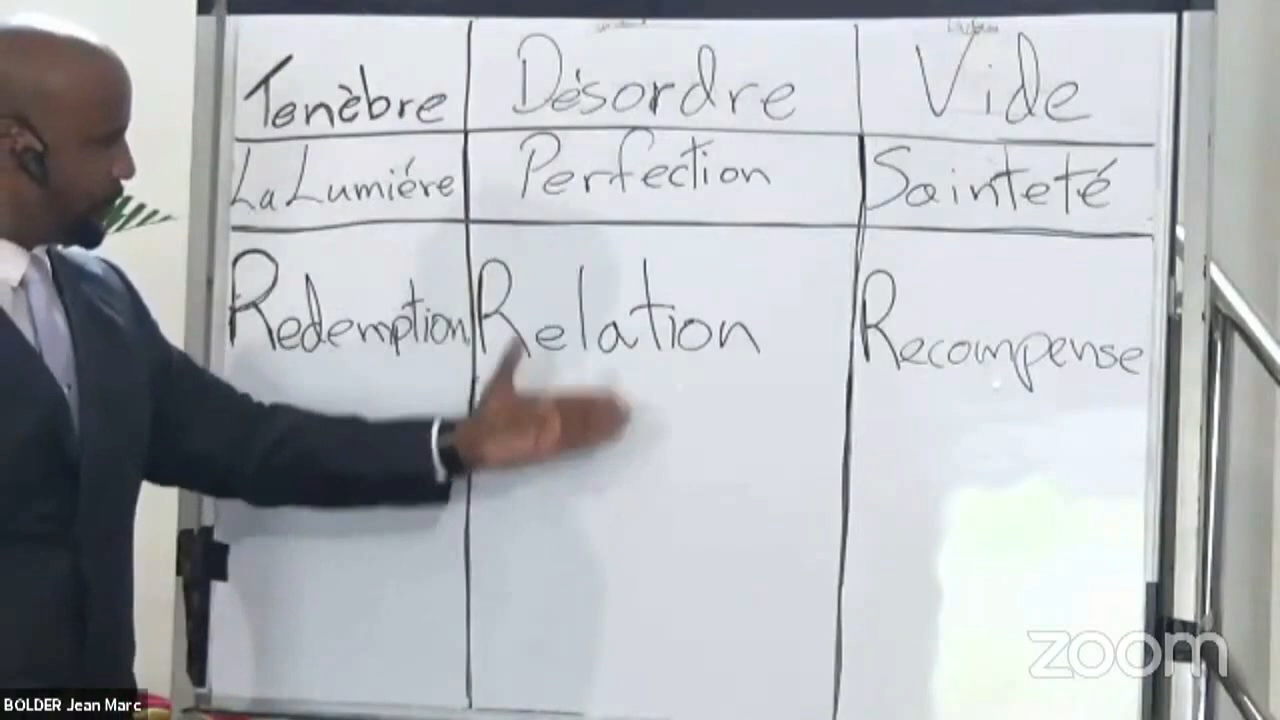 Tenèbre Désordre Vide
La Lumiére Perfection Sainteté
Redemption Relation Recompense
zoom
BOLDER Jean Marc